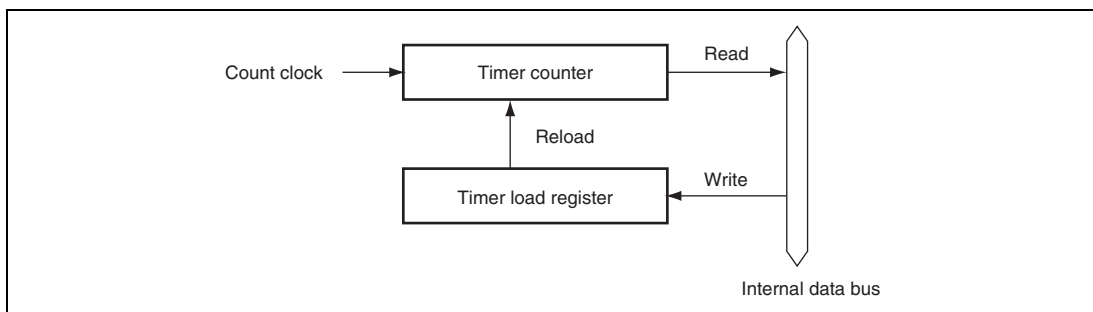 Read
Count clock
Timer counter
Reload
Write
Timer load register
Internal data bus